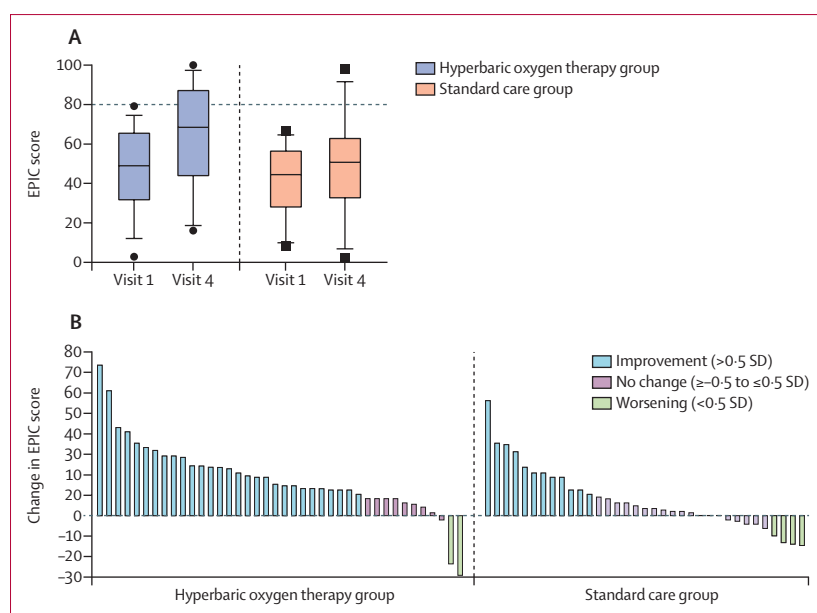 A
100
80
60
40
20
0
EPIC score
Visit 1 Visit 4 Visit 1 Visit 4
Hyperbaric oxygen therapy group
Standard care group
B
80
70
60
50
40
30
20
10
0
−10
−20
−30
Change in EPIC score
Improvement (>0·5 SD)
No change (≥–0·5 to ≤0·5 SD)
Worsening (<0·5 SD)
Hyperbaric oxygen therapy group Standard care group